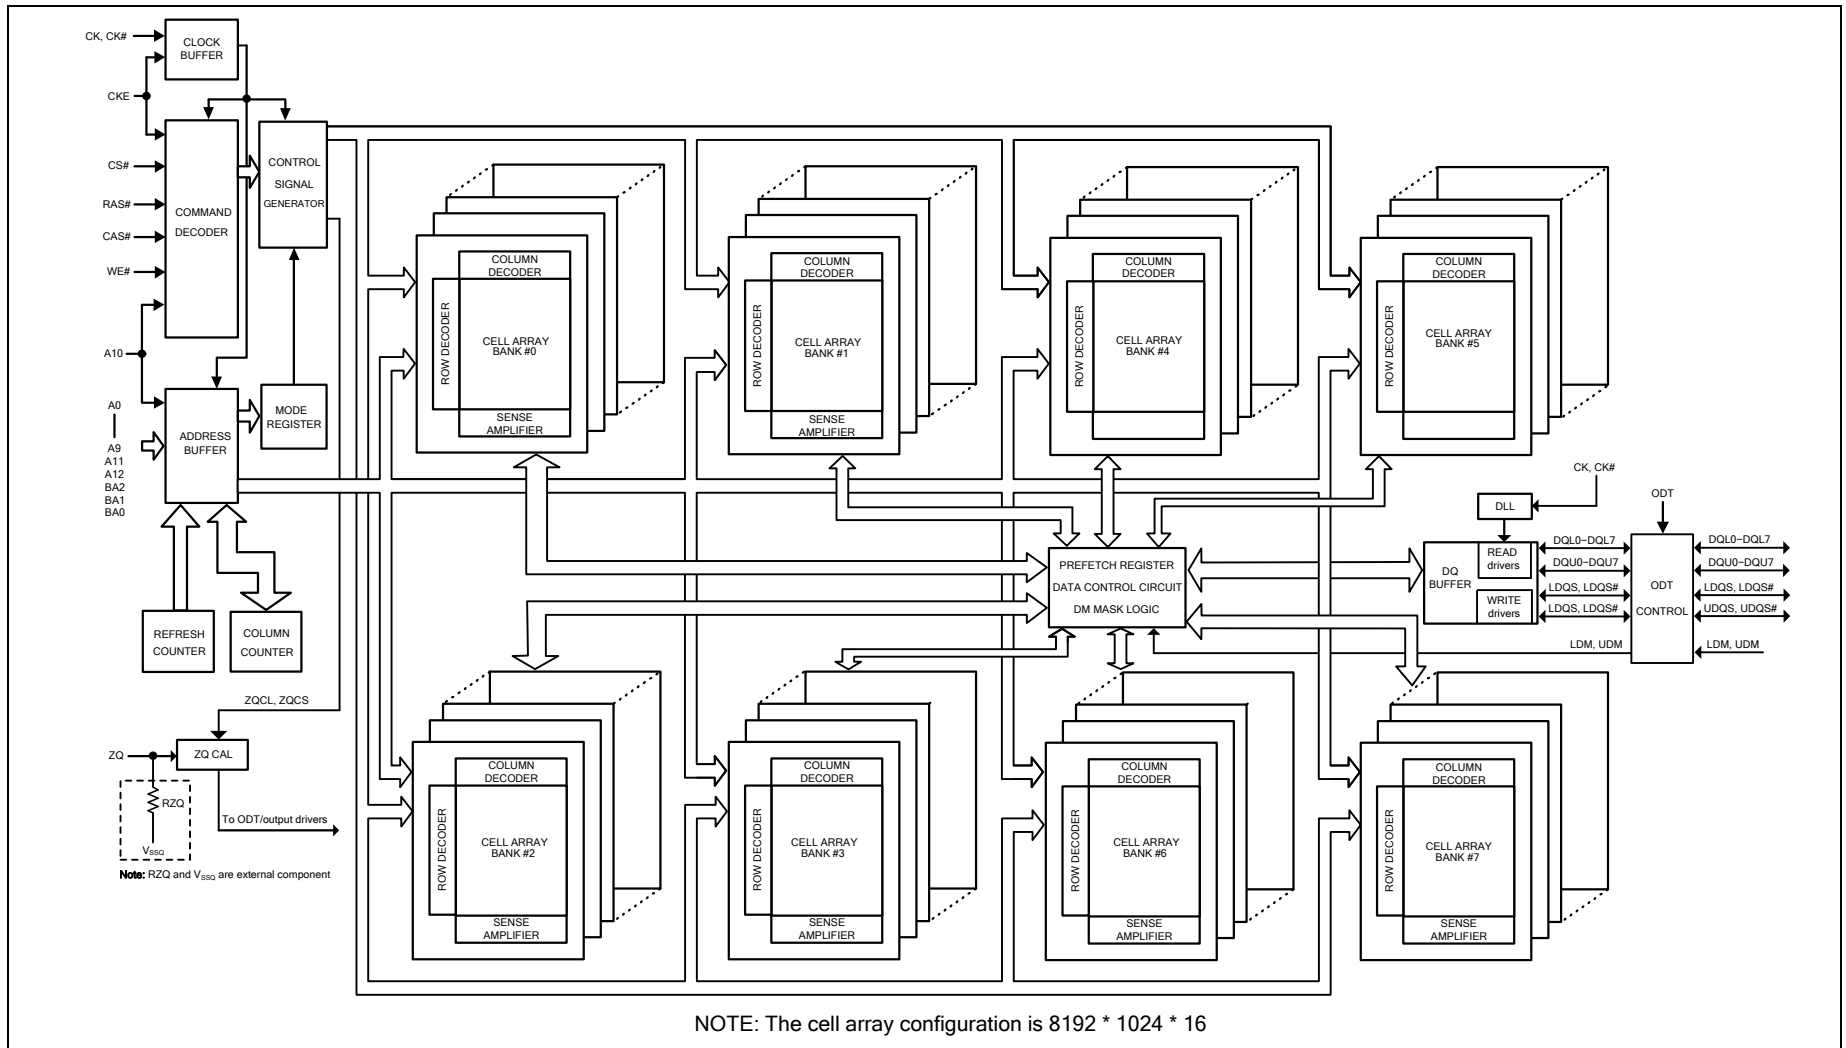 CK, CK#
CLOCK
BUFFER
CKE
CS#
RAS#
CAS#
WE#
COMMAND
DECODER
CONTROL
SIGNAL
GENERATOR
A10
A0
A9
A11
A12
BA2
BA1
BA0
ADDRESS
BUFFER
MODE
REGISTER
REFRESH
COUNTER
COLUMN
COUNTER
ZQCL, ZQCS
ZQ
ZQ CAL
RZQ
VSSQ
To ODT/output drivers
Note: RZQ and VSSQ are external component
COLUMN
DECODER
ROW DECODER
CELL ARRAY
BANK #0
SENSE
AMPLIFIER
COLUMN
DECODER
ROW DECODER
CELL ARRAY
BANK #1
SENSE
AMPLIFIER
COLUMN
DECODER
ROW DECODER
CELL ARRAY
BANK #4
COLUMN
DECODER
ROW DECODER
CELL ARRAY
BANK #5
PREFETCH REGISTER
DATA CONTROL CIRCUIT
DM MASK LOGIC
CK, CK#
DLL
ODT
DQ
BUFFER
READ
drivers
WRITE
drivers
DQL0~DQL7
DQU0~DQU7
LDQS, LDQS#
LDQS, LDQS#
LDM, UDM
ODT
CONTROL
DQL0~DQL7
DQU0~DQU7
LDQS, LDQS#
UDQS, UDQS#
LDM, UDM
COLUMN
DECODER
ROW DECODER
CELL ARRAY
BANK #2
SENSE
AMPLIFIER
COLUMN
DECODER
ROW DECODER
CELL ARRAY
BANK #3
SENSE
AMPLIFIER
COLUMN
DECODER
ROW DECODER
CELL ARRAY
BANK #6
SENSE
AMPLIFIER
COLUMN
DECODER
ROW DECODER
CELL ARRAY
BANK #7
SENSE
AMPLIFIER
NOTE: The cell array configuration is 8192 * 1024 * 16